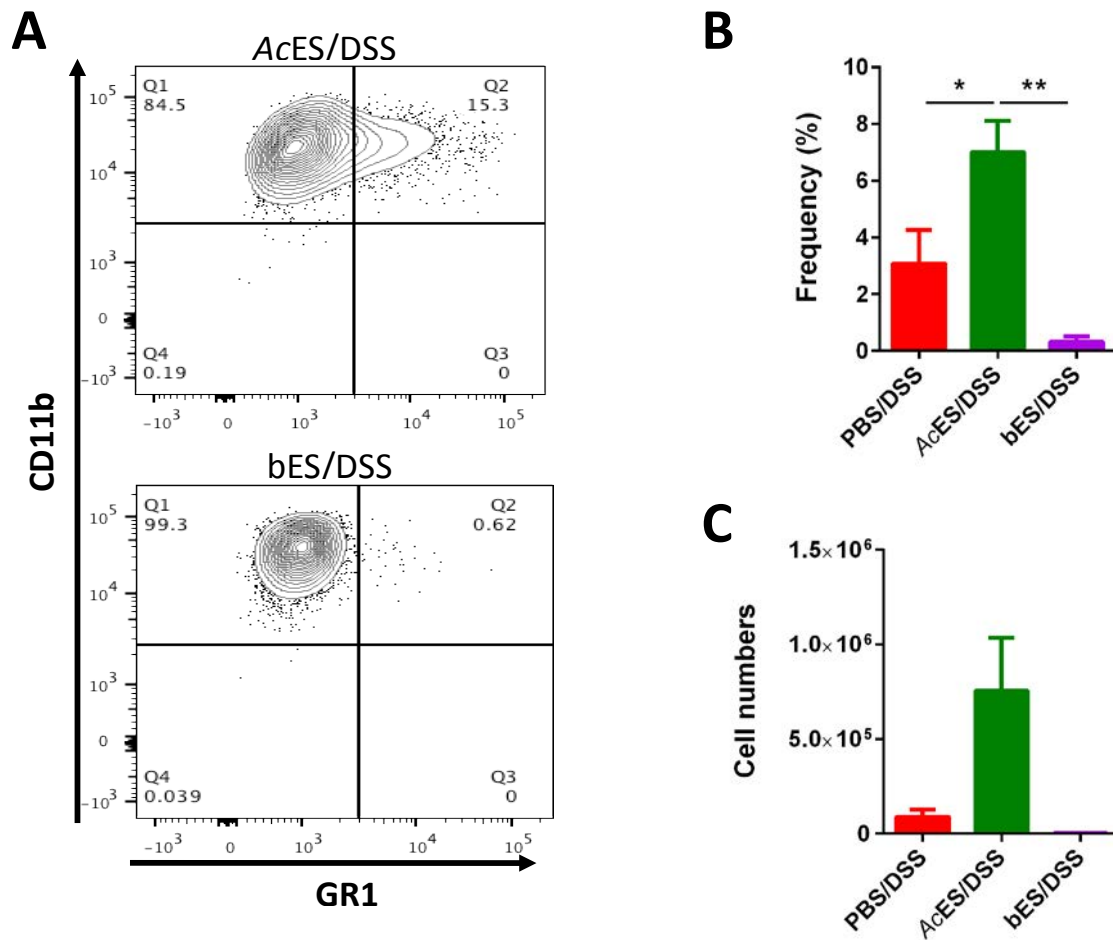 A
AcES/DSS
Q1
84.5
Q2
15.3
10^5
10^4
10^3
0
-10^3
Q4
0.19
Q3
0
-10^3 0 10^3 10^4 10^5
bES/DSS
Q1
99.3
Q2
0.62
10^5
10^4
10^3
0
-10^3
Q4
0.039
Q3
0
-10^3 0 10^3 10^4 10^5
CD11b
GR1
B
* **
Frequency (%)
10
8
6
4
2
0
PBS/DSS
AcES/DSS
bES/DSS
C
Cell numbers
1.5×10^6
1.0×10^6
5.0×10^5
0
PBS/DSS
AcES/DSS
bES/DSS